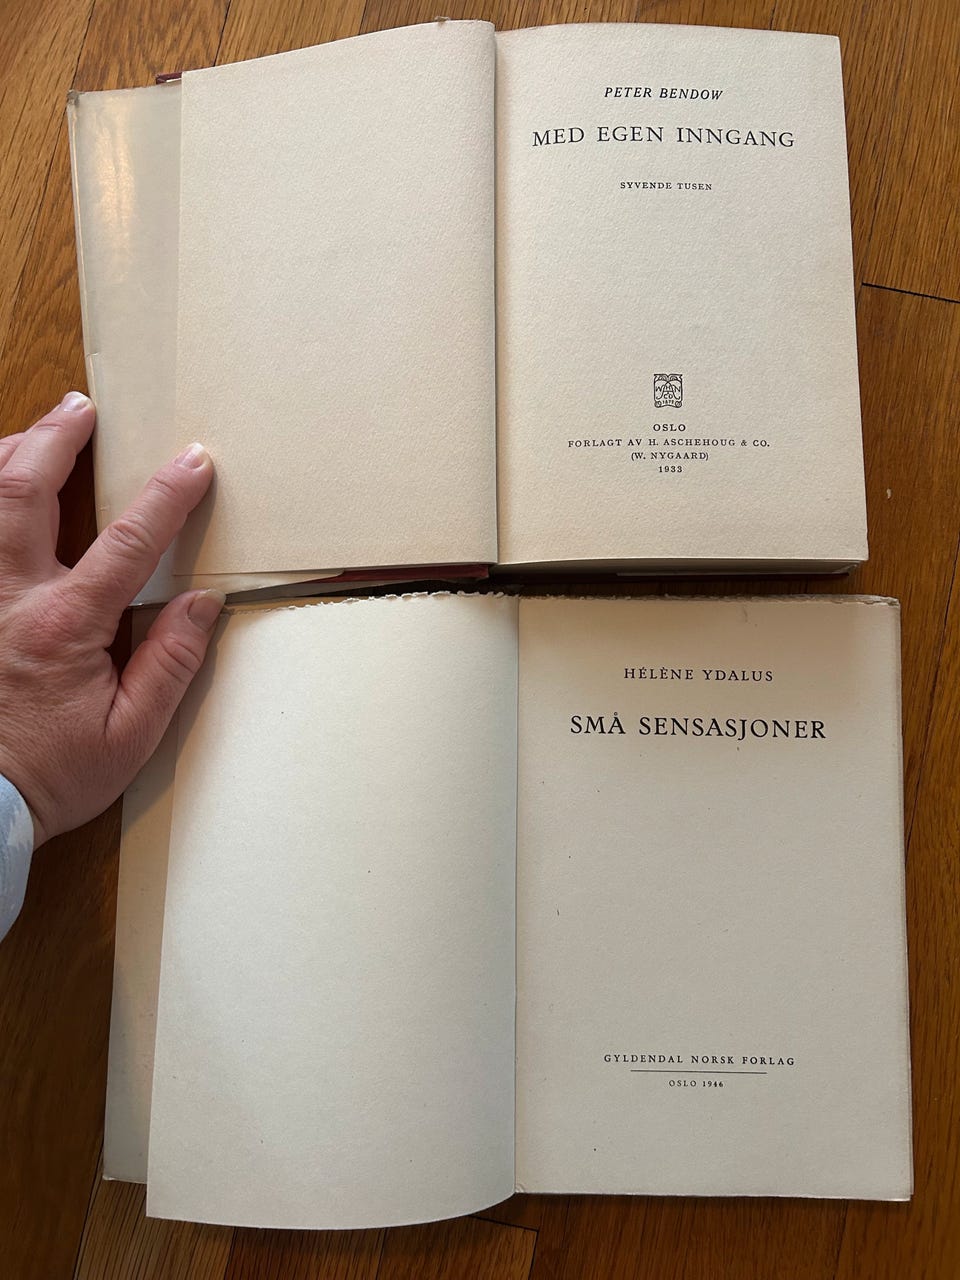 PETER BENDOW
MED EGEN INNGANG
SYVENDE TUSEN
OSLO
FORLAGT AV H. ASCHEHOUG & CO.
(W. NYGAARD)
1933
HÉLÈNE YDALUS
SMÅ SENSASJONER
GYLDENDAL NORSK FORLAG
OSLO 1946